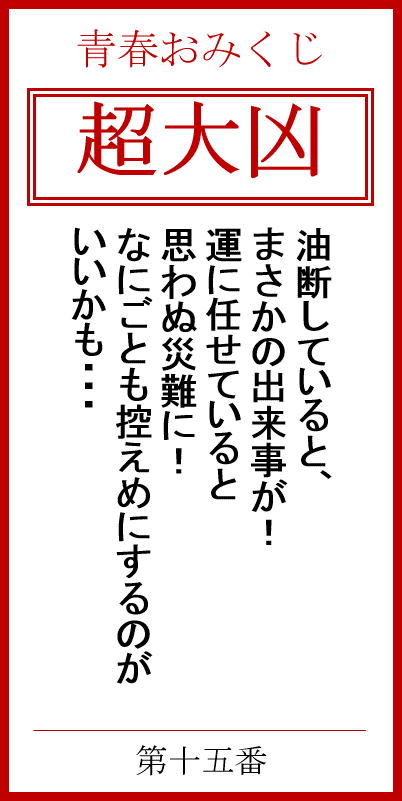 青春おみくじ
超大凶
油断していると、
まさかの出来事が！
運に任せていると
思わぬ災難に！
なにごとも控えめにするのが
いいかも・・・
第十五番